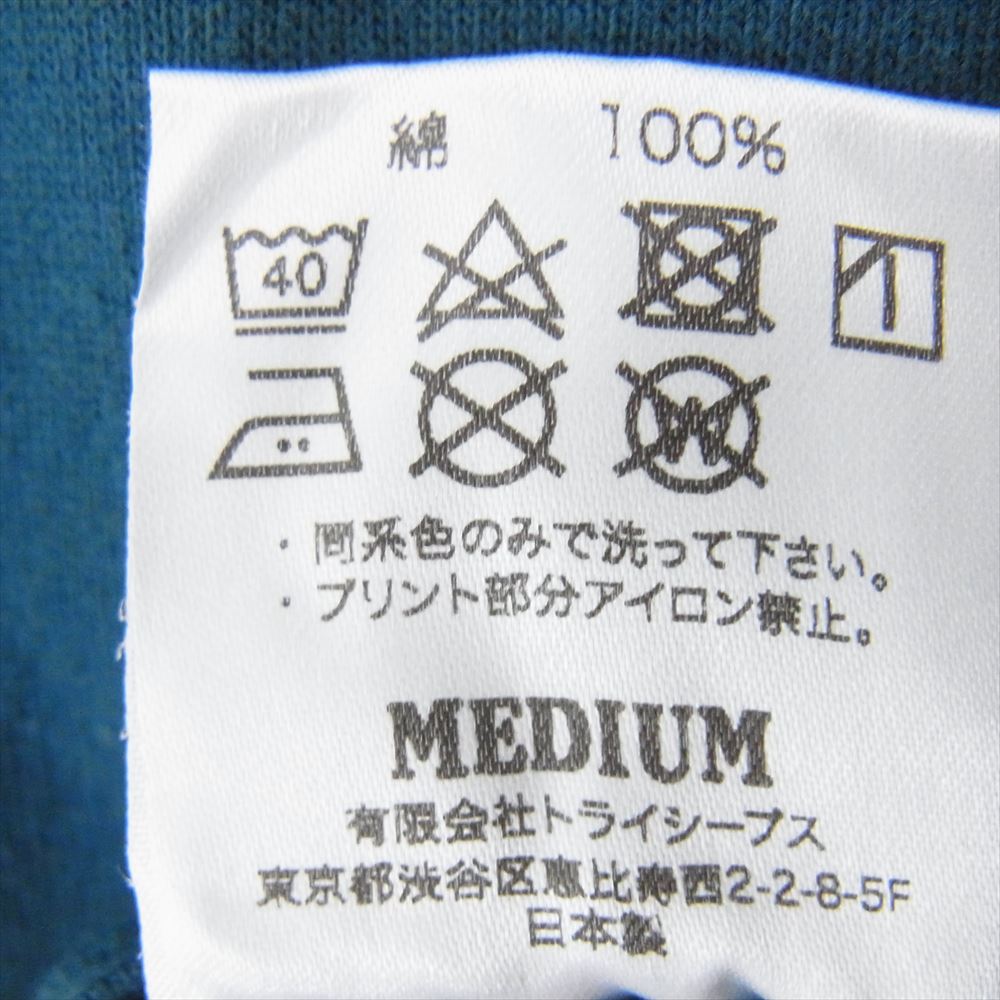 綿 100%
40
W
・同系色のみで洗って下さい。
・プリント部分アイロン禁止。
MEDIUM
有限会社トライシープス
東京都渋谷区恵比寿西2-2-8-5F
日本製